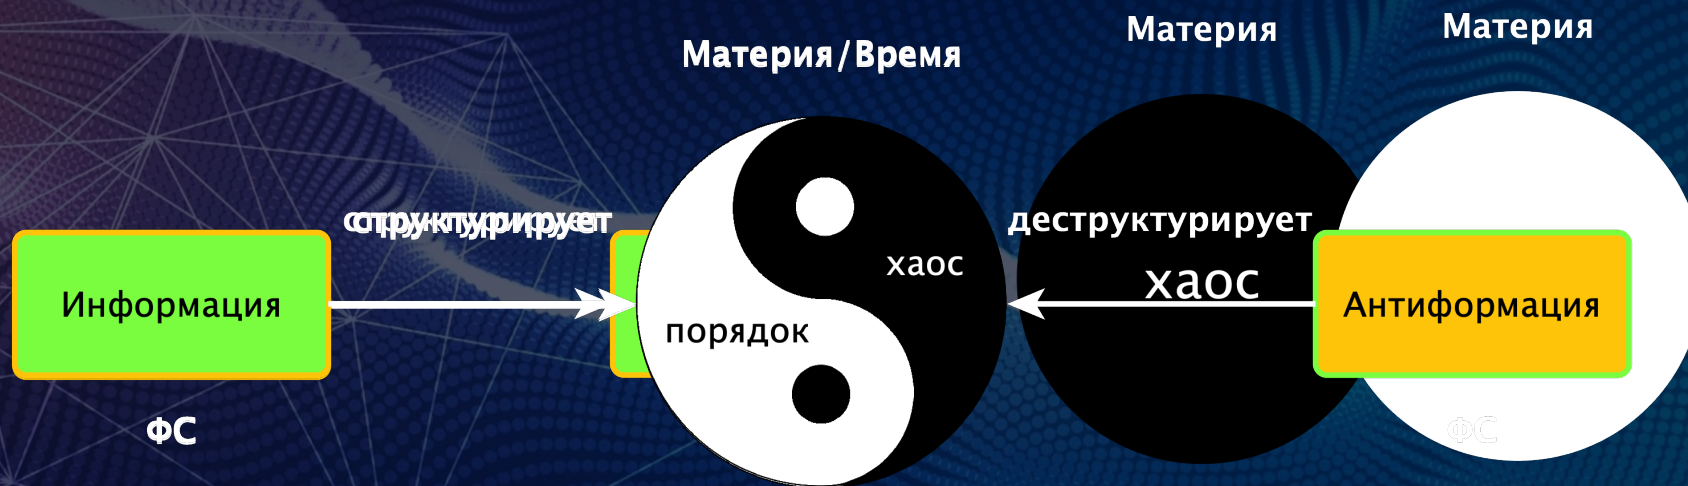 Материя/Время
Материя
Материя
структурирует
деструктурирует
хаос
хаос
Информация
Антиформация
порядок
ФС
ФС